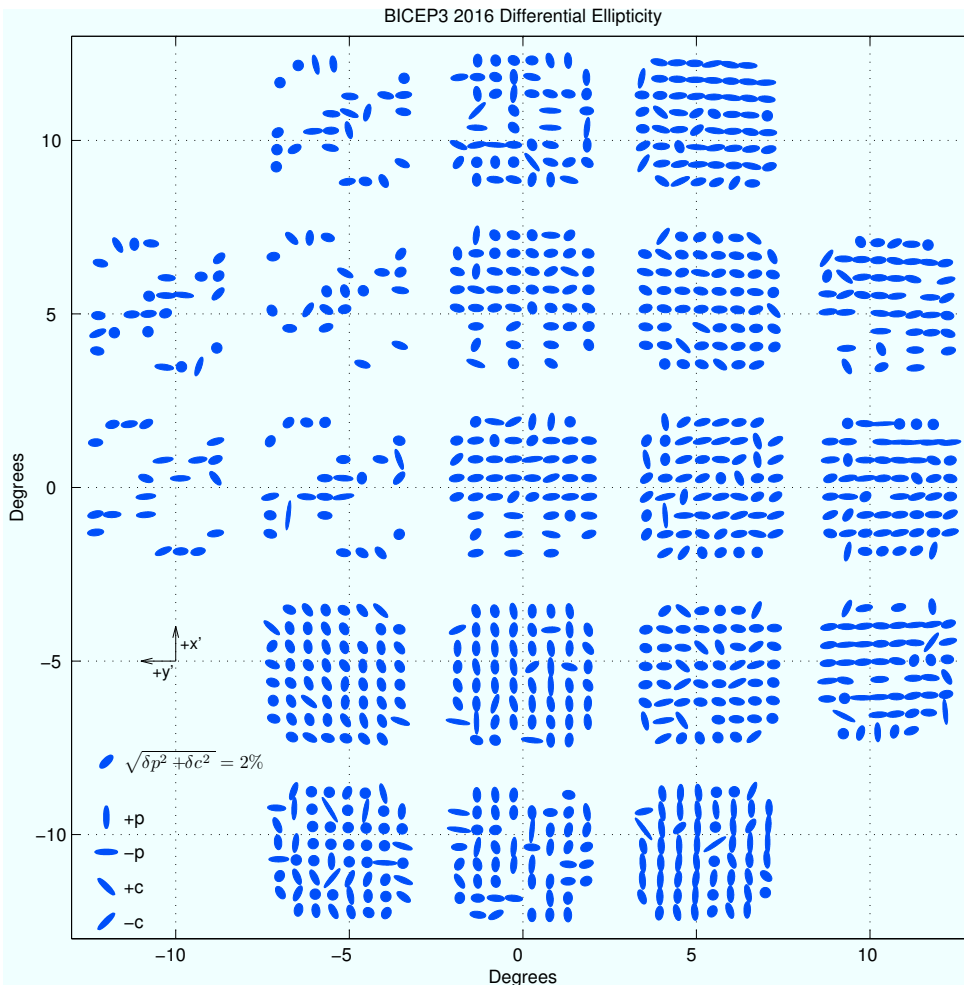 BICEP3 2016 Differential Ellipticity
10
5
Degrees
0
+x'
−5
+y'
√δp² +δc² = 2%
+p
−10
−p
+c
−c
−10
−5
0
5
10
Degrees